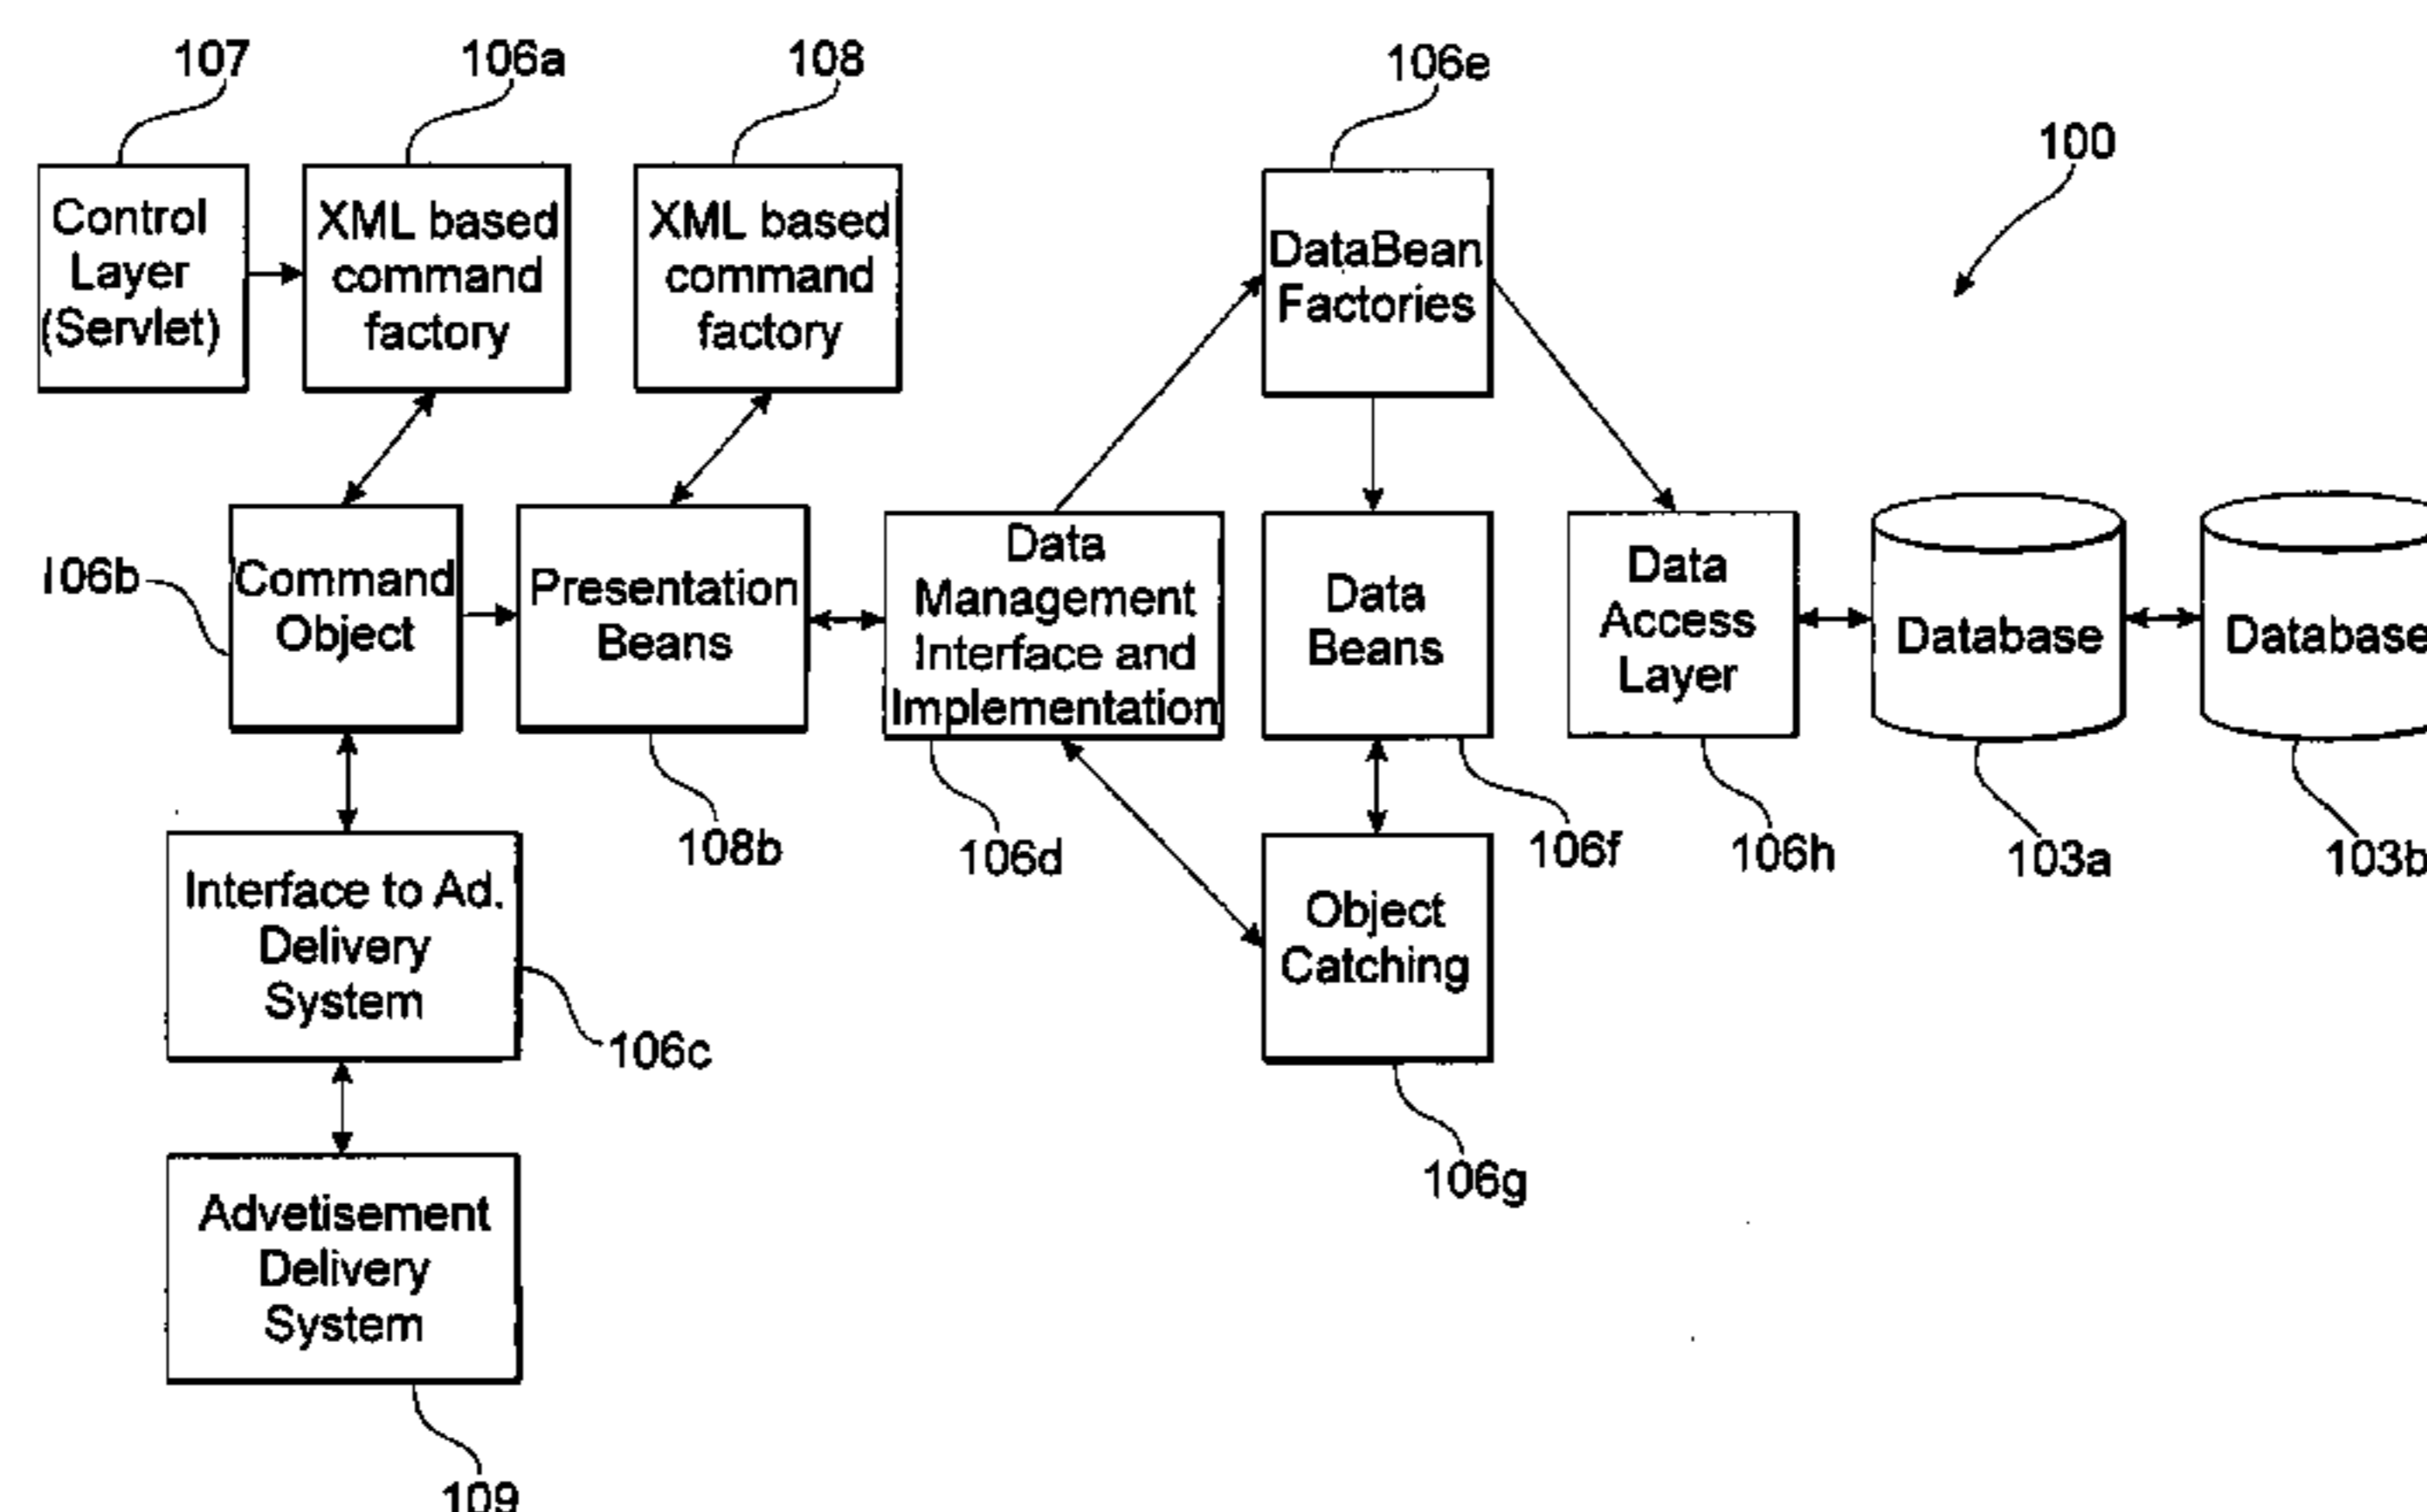 107
106a
108
106e
100
Control
Layer
(Servlet)
XML based
command
factory
XML based
command
factory
DataBean
Factories
106b
Command
Object
Presentation
Beans
Data
Management
Interface and
Implementation
Data
Beans
Data
Access
Layer
Database
Database
108b
106d
106f
106h
103a
103b
Interface to Ad.
Delivery
System
106c
Object
Catching
106g
Advetisement
Delivery
System
109